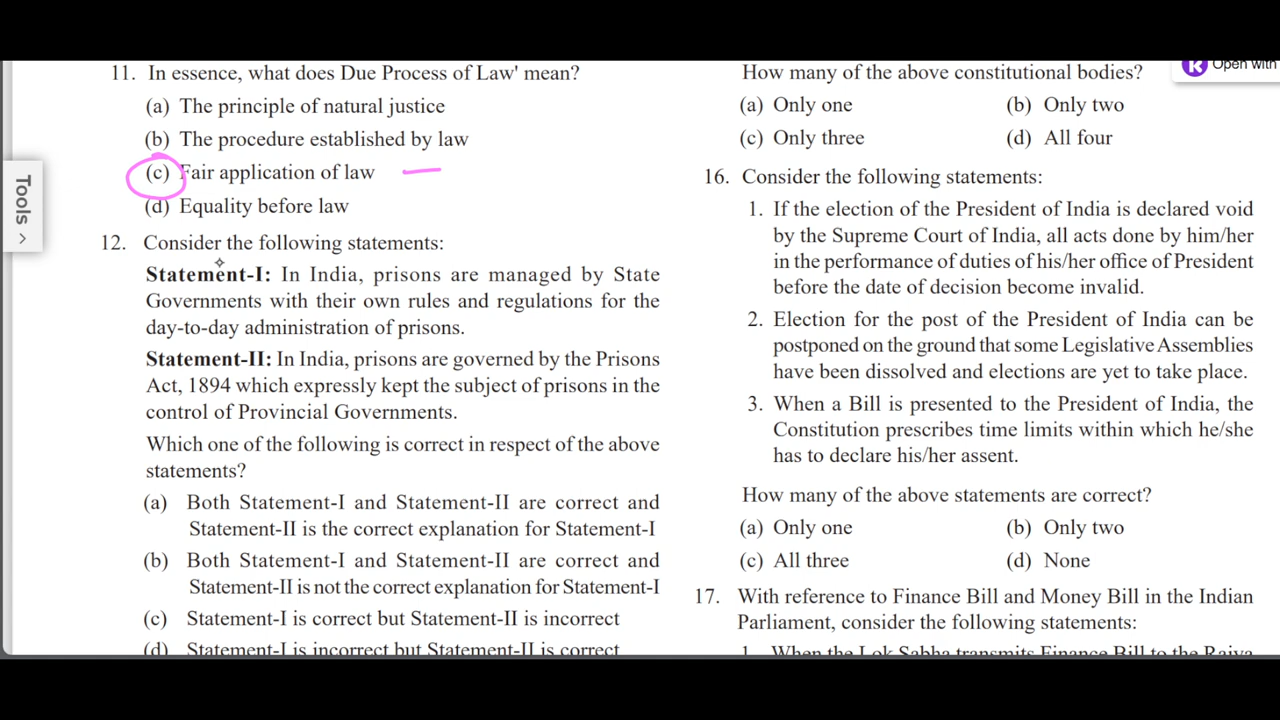 11. In essence, what does Due Process of Law' mean?
(a) The principle of natural justice
(b) The procedure established by law
(c) Fair application of law
(d) Equality before law
12. Consider the following statements:
Statement-I: In India, prisons are managed by State
Governments with their own rules and regulations for the
day-to-day administration of prisons.
Statement-II: In India, prisons are governed by the Prisons
Act, 1894 which expressly kept the subject of prisons in the
control of Provincial Governments.
Which one of the following is correct in respect of the above
statements?
(a) Both Statement-I and Statement-II are correct and
Statement-II is the correct explanation for Statement-I
(b) Both Statement-I and Statement-II are correct and
Statement-II is not the correct explanation for Statement-I
(c) Statement-I is correct but Statement-II is incorrect
(d) Statement-I is incorrect but Statement-II is correct
How many of the above constitutional bodies?
(a) Only one (b) Only two
(c) Only three (d) All four
16. Consider the following statements:
1. If the election of the President of India is declared void
by the Supreme Court of India, all acts done by him/her
in the performance of duties of his/her office of President
before the date of decision become invalid.
2. Election for the post of the President of India can be
postponed on the ground that some Legislative Assemblies
have been dissolved and elections are yet to take place.
3. When a Bill is presented to the President of India, the
Constitution prescribes time limits within which he/she
has to declare his/her assent.
How many of the above statements are correct?
(a) Only one (b) Only two
(c) All three (d) None
17. With reference to Finance Bill and Money Bill in the Indian
Parliament, consider the following statements:
1. When the Lok Sabha transmits Finance Bill to the Rajya
Open with
Tools >